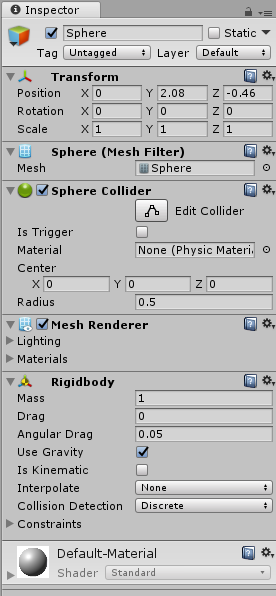 Inspector
Sphere Static
Tag Untagged Layer Default
Transform
Position X 0 Y 2.08 Z -0.46
Rotation X 0 Y 0 Z 0
Scale X 1 Y 1 Z 1
Sphere (Mesh Filter)
Mesh Sphere
Sphere Collider
Edit Collider
Is Trigger
Material None (Physic Materi
Center
X 0 Y 0 Z 0
Radius 0.5
Mesh Renderer
Lighting
Materials
Rigidbody
Mass 1
Drag 0
Angular Drag 0.05
Use Gravity
Is Kinematic
Interpolate None
Collision Detection Discrete
Constraints
Default-Material
Shader Standard